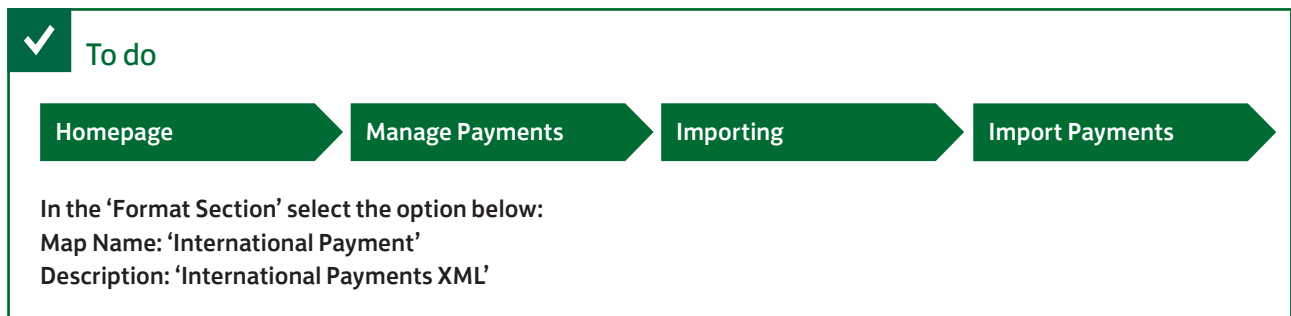 To do
Homepage
Manage Payments
Importing
Import Payments
In the ‘Format Section’ select the option below:
Map Name: ‘International Payment’
Description: ‘International Payments XML’